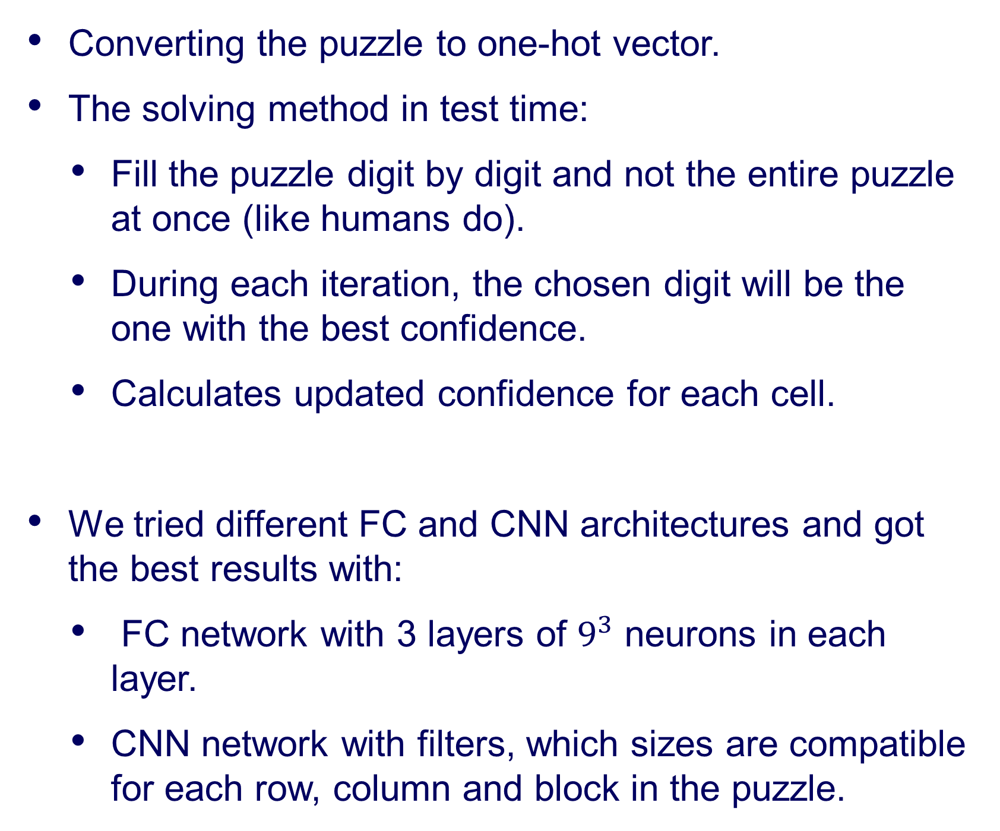 • Converting the puzzle to one-hot vector.
• The solving method in test time:
• Fill the puzzle digit by digit and not the entire puzzle
at once (like humans do).
• During each iteration, the chosen digit will be the
one with the best confidence.
• Calculates updated confidence for each cell.
• We tried different FC and CNN architectures and got
the best results with:
• FC network with 3 layers of 9³ neurons in each
layer.
• CNN network with filters, which sizes are compatible
for each row, column and block in the puzzle.